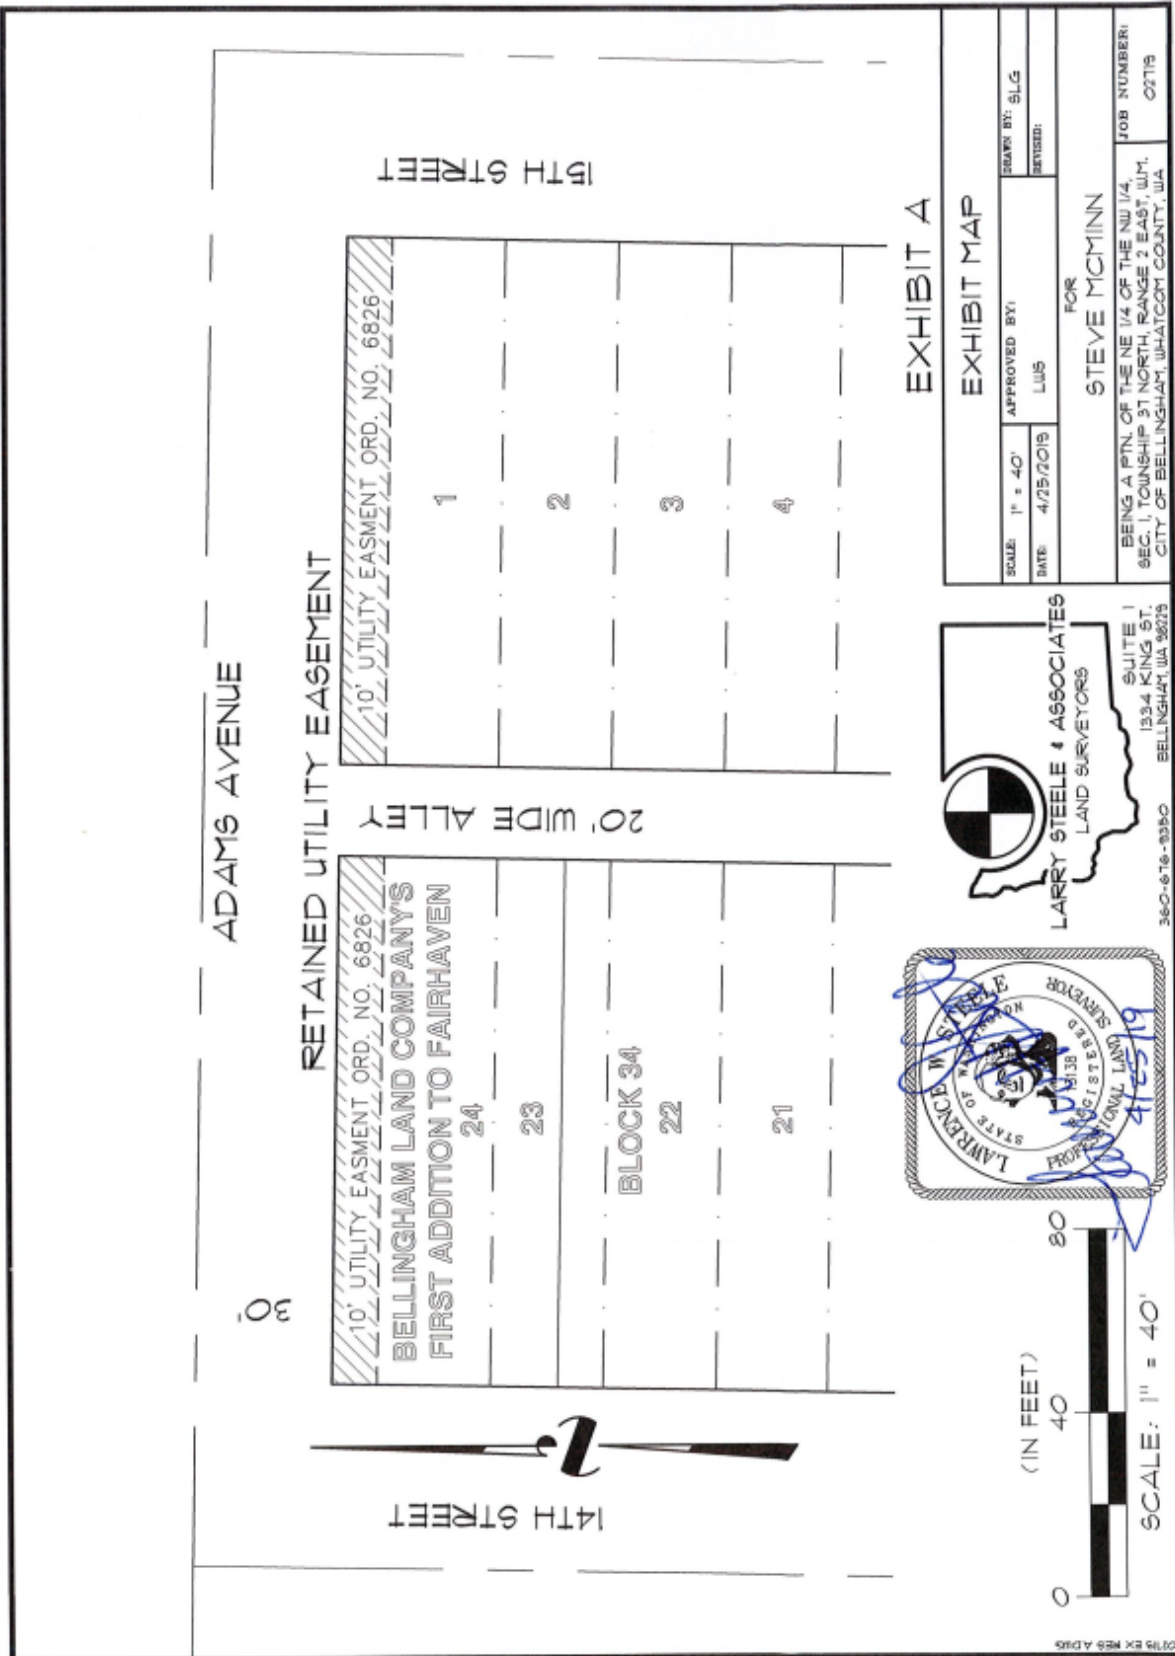 ADAMS AVENUE
30'
RETAINED UTILITY EASEMENT
10' UTILITY EASMENT ORD. NO. 6826
10' UTILITY EASMENT ORD. NO. 6826
BELLINGHAM LAND COMPANY'S
FIRST ADDITION TO FAIRHAVEN
24
23
BLOCK 34
22
21
1
2
3
4
14TH STREET
20' WIDE ALLEY
15TH STREET
EXHIBIT A
(IN FEET)
0 40 80
SCALE: 1" = 40'
LAWRENCE W. STEELE
STATE OF WASHINGTON
REGISTERED
PROFESSIONAL LAND SURVEYOR
4/25/19
LARRY STEELE & ASSOCIATES
LAND SURVEYORS
SUITE 1
1334 KING ST.
360-676-9350 BELLINGHAM, WA 98229
EXHIBIT MAP
SCALE: 1" = 40'
APPROVED BY:
DRAWN BY: SLG
DATE: 4/25/2019
LWS
REVISED:
FOR
STEVE MCMINN
BEING A PTN. OF THE NE 1/4 OF THE NW 1/4,
SEC. 1, TOWNSHIP 37 NORTH, RANGE 2 EAST, W.M.
CITY OF BELLINGHAM, WHATCOM COUNTY, WA
JOB NUMBER:
02719